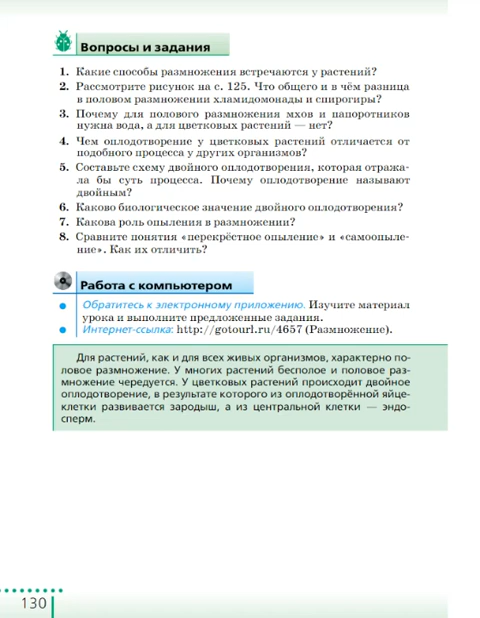 Вопросы и задания
1. Какие способы размножения встречаются у растений?
2. Рассмотрите рисунок на с. 125. Что общего и в чём разница
в половом размножении хламидомонады и спирогиры?
3. Почему для полового размножения мхов и папоротников
нужна вода, а для цветковых растений — нет?
4. Чем оплодотворение у цветковых растений отличается от
подобного процесса у других организмов?
5. Составьте схему двойного оплодотворения, которая отража-
ла бы суть процесса. Почему оплодотворение называют
двойным?
6. Каково биологическое значение двойного оплодотворения?
7. Какова роль опыления в размножении?
8. Сравните понятия «перекрёстное опыление» и «самоопыле-
ние». Как их отличить?
Работа с компьютером
• Обратитесь к электронному приложению. Изучите материал
урока и выполните предложенные задания.
• Интернет-ссылка: http://gotourl.ru/4657 (Размножение).
Для растений, как и для всех живых организмов, характерно по-
ловое размножение. У многих растений бесполое и половое раз-
множение чередуется. У цветковых растений происходит двойное
оплодотворение, в результате которого из оплодотворённой яйце-
клетки развивается зародыш, а из центральной клетки — эндо-
сперм.
130